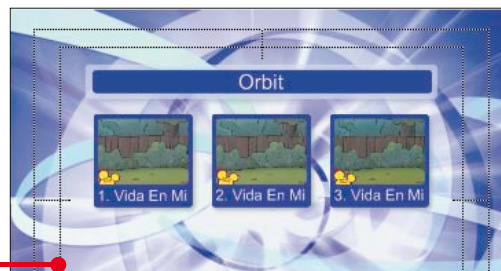 Orbit
1. Vida En Mi
2. Vida En Mi
3. Vida En Mi